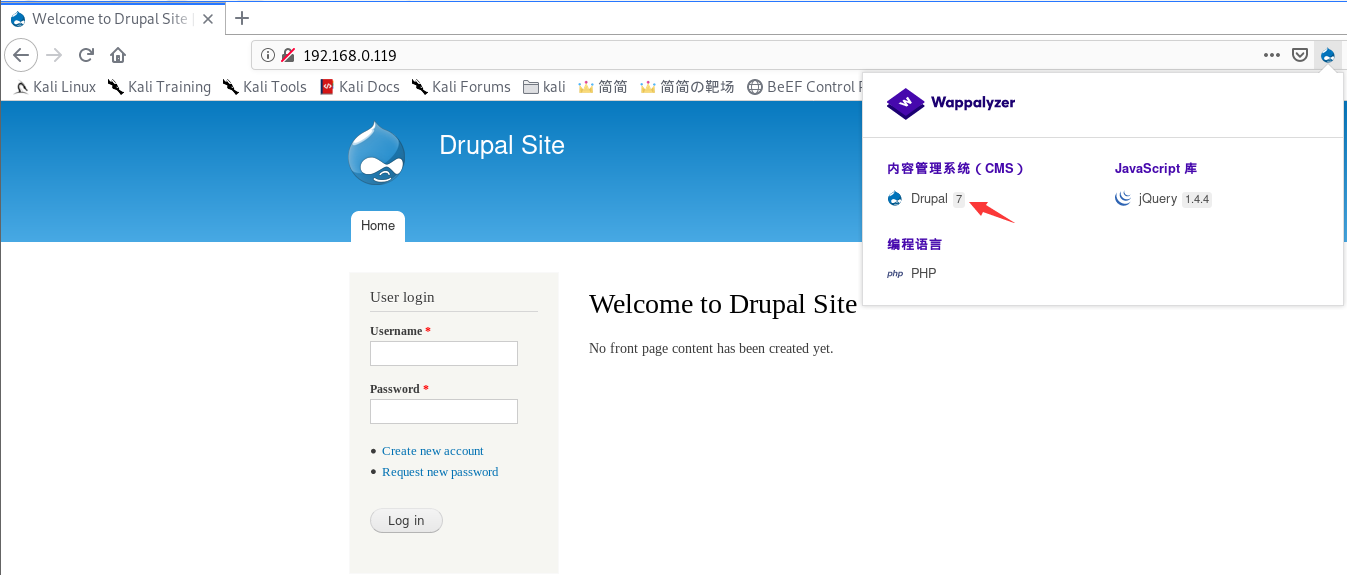 Welcome to Drupal Site |
192.168.0.119
Kali Linux Kali Training Kali Tools Kali Docs Kali Forums kali 简简 简简の靶场 BeEF Control
Wappalyzer
Drupal Site
内容管理系统（CMS） JavaScript 库
Drupal 7 jQuery 1.4.4
Home
编程语言
php PHP
User login
Welcome to Drupal Site
Username *
No front page content has been created yet.
Password *
Create new account
Request new password
Log in